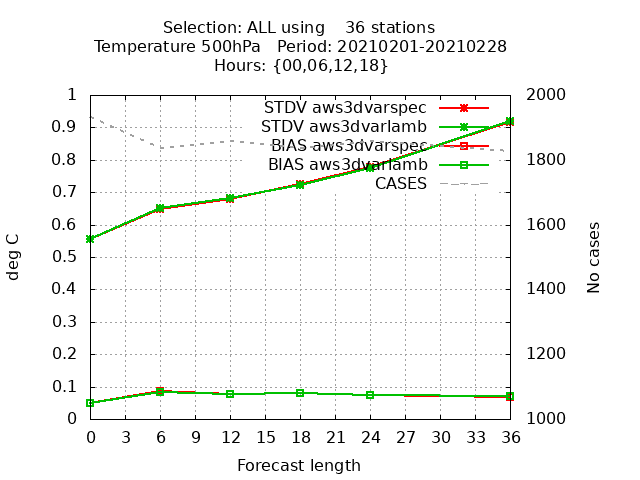 Selection: ALL using    36 stations
Temperature 500hPa   Period: 20210201-20210228
Hours: {00,06,12,18}
STDV aws3dvarspec
STDV aws3dvarlamb
BIAS aws3dvarspec
BIAS aws3dvarlamb
CASES
1
0.9
0.8
0.7
0.6
0.5
0.4
0.3
0.2
0.1
0
deg C
2000
1800
1600
1400
1200
1000
No cases
0 3 6 9 12 15 18 21 24 27 30 33 36
Forecast length